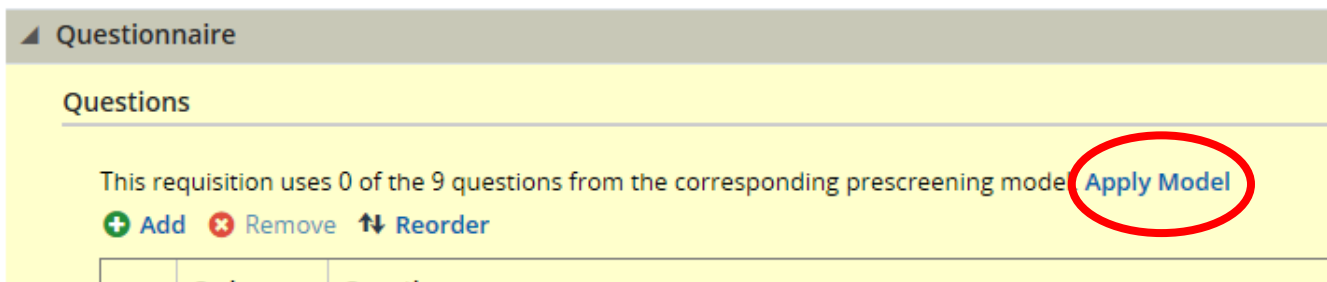 Questionnaire
Questions
This requisition uses 0 of the 9 questions from the corresponding prescreening model Apply Model
Add Remove Reorder